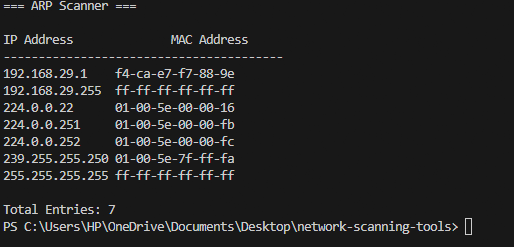 === ARP Scanner ===
IP Address MAC Address
----------------------------------------
192.168.29.1 f4-ca-e7-f7-88-9e
192.168.29.255 ff-ff-ff-ff-ff-ff
224.0.0.22 01-00-5e-00-00-16
224.0.0.251 01-00-5e-00-00-fb
224.0.0.252 01-00-5e-00-00-fc
239.255.255.250 01-00-5e-7f-ff-fa
255.255.255.255 ff-ff-ff-ff-ff-ff
Total Entries: 7
PS C:\Users\HP\OneDrive\Documents\Desktop\network-scanning-tools>